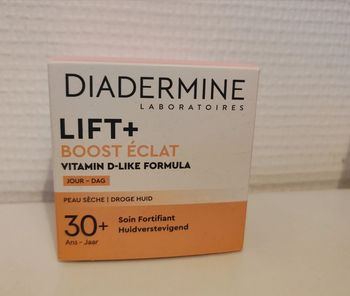 DIADERMINE
LABORATOIRES
LIFT+
BOOST ÉCLAT
VITAMIN D-LIKE FORMULA
JOUR - DAG
PEAU SÈCHE | DROGE HUID
30+ Soin Fortifiant
Ans - Jaar Huidverstevigend